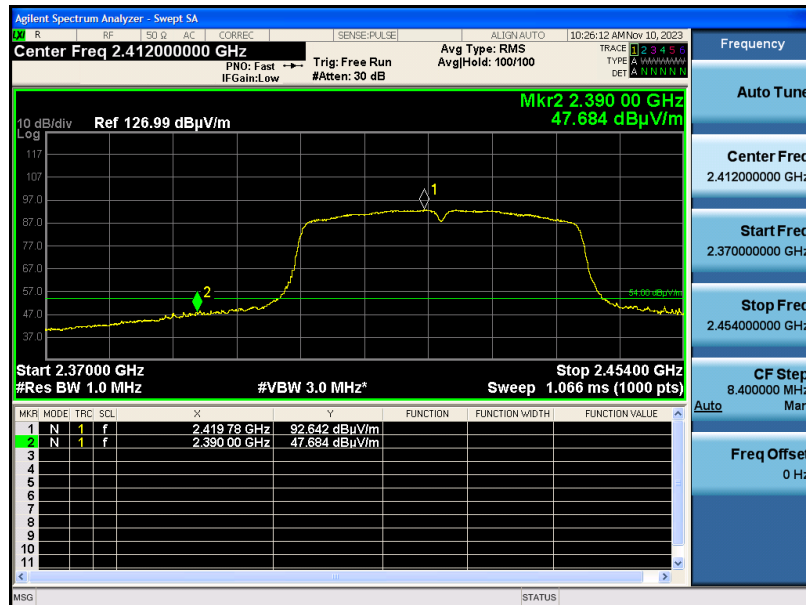 Agilent Spectrum Analyzer - Swept SA
LXI R RF 50 Ω AC CORREC SENSE:PULSE ALIGN AUTO 10:26:12 AM Nov 10, 2023
Center Freq 2.412000000 GHz
PNO: Fast
IFGain:Low
Trig: Free Run
#Atten: 30 dB
Avg Type: RMS
Avg|Hold: 100/100
TRACE 1 2 3 4 5 6
TYPE A W W W W W
DET A N N N N N
Mkr2 2.390 00 GHz
47.684 dBµV/m
10 dB/div Ref 126.99 dBµV/m
Log
117
107
97.0
87.0
77.0
67.0
57.0
47.0
37.0
1
2
54.00 dBµV/m
Start 2.37000 GHz Stop 2.45400 GHz
#Res BW 1.0 MHz #VBW 3.0 MHz* Sweep 1.066 ms (1000 pts)
MKR MODE TRC SCL X Y FUNCTION FUNCTION WIDTH FUNCTION VALUE
1 N 1 f 2.419 78 GHz 92.642 dBµV/m
2 N 1 f 2.390 00 GHz 47.684 dBµV/m
3
4
5
6
7
8
9
10
11
MSG STATUS
Frequency
Auto Tune
Center Freq
2.412000000 GHz
Start Freq
2.370000000 GHz
Stop Freq
2.454000000 GHz
CF Step
8.400000 MHz
Auto Man
Freq Offset
0 Hz